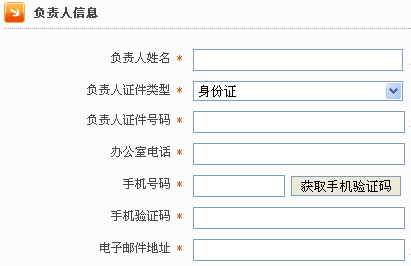 负责人信息
负责人姓名 *
负责人证件类型 * 身份证
负责人证件号码 *
办公室电话 *
手机号码 * 获取手机验证码
手机验证码 *
电子邮件地址 *